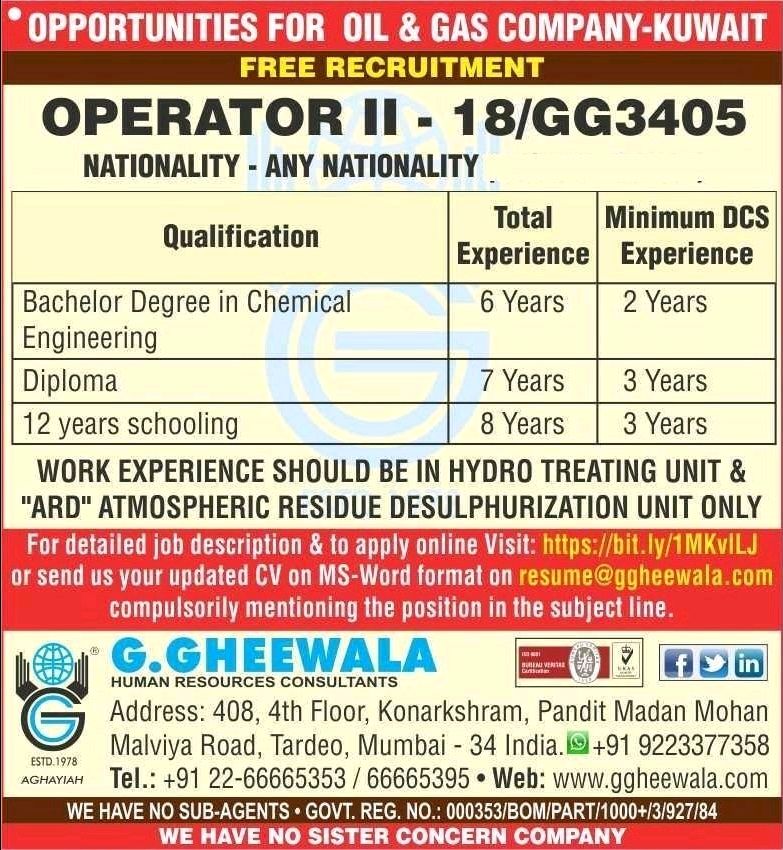 • OPPORTUNITIES FOR OIL & GAS COMPANY-KUWAIT
FREE RECRUITMENT
OPERATOR II - 18/GG3405
NATIONALITY - ANY NATIONALITY
Qualification Total Experience Minimum DCS Experience
Bachelor Degree in Chemical Engineering 6 Years 2 Years
Diploma 7 Years 3 Years
12 years schooling 8 Years 3 Years
WORK EXPERIENCE SHOULD BE IN HYDRO TREATING UNIT &
"ARD" ATMOSPHERIC RESIDUE DESULPHURIZATION UNIT ONLY
For detailed job description & to apply online Visit: https://bit.ly/1MKvlLJ
or send us your updated CV on MS-Word format on resume@ggheewala.com
compulsorily mentioning the position in the subject line.
G.GHEEWALA
HUMAN RESOURCES CONSULTANTS
ISO 9001
BUREAU VERITAS
Certification
UKAS
®
G
ESTD.1978
AGHAYIAH
Address: 408, 4th Floor, Konarkshram, Pandit Madan Mohan
Malviya Road, Tardeo, Mumbai - 34 India. +91 9223377358
Tel.: +91 22-66665353 / 66665395 • Web: www.ggheewala.com
WE HAVE NO SUB-AGENTS • GOVT. REG. NO.: 000353/BOM/PART/1000+/3/927/84
WE HAVE NO SISTER CONCERN COMPANY